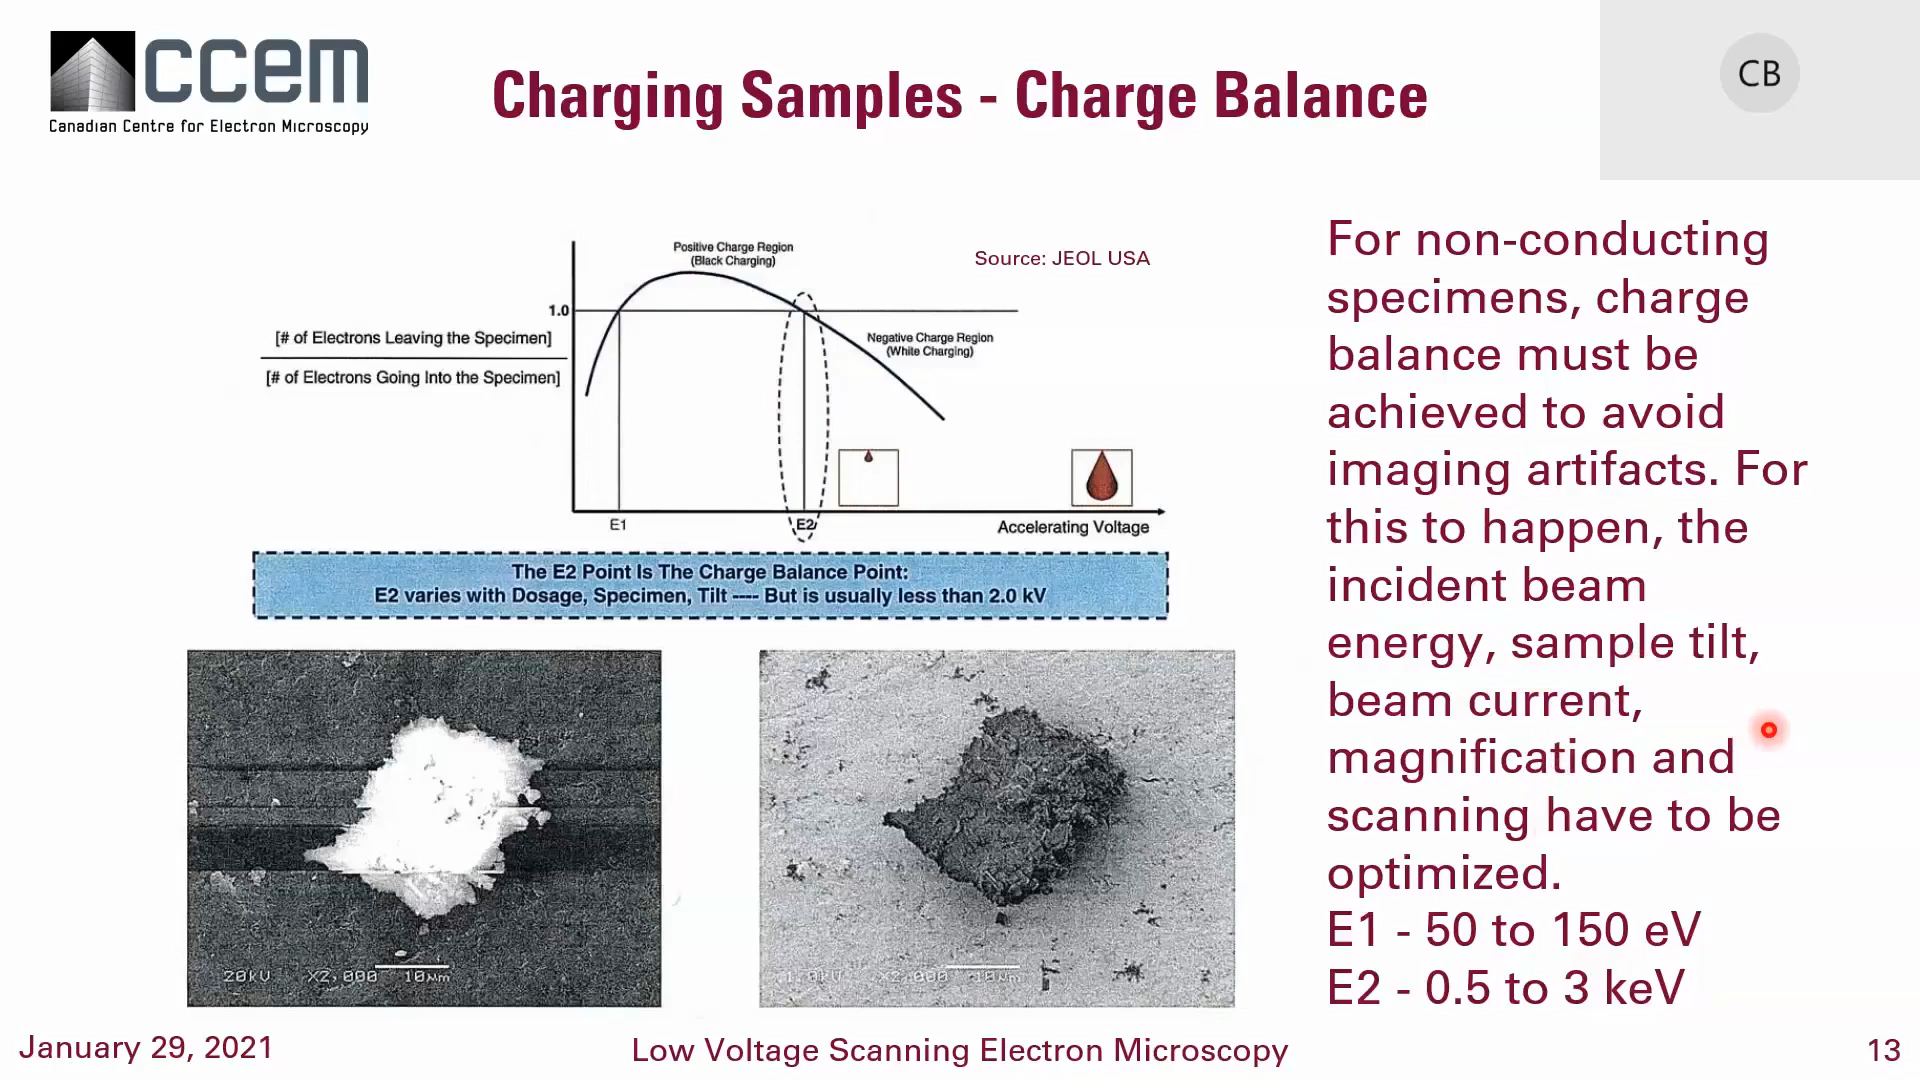 ccem
Canadian Centre for Electron Microscopy
Charging Samples - Charge Balance
CB
Positive Charge Region
(Black Charging)
Source: JEOL USA
1.0
[# of Electrons Leaving the Specimen]
[# of Electrons Going Into the Specimen]
Negative Charge Region
(White Charging)
E1
E2
Accelerating Voltage
The E2 Point Is The Charge Balance Point:
E2 varies with Dosage, Specimen, Tilt ---- But is usually less than 2.0 kV
20kV X2,000 10μm
1.0kV X2,000 10μm
For non-conducting
specimens, charge
balance must be
achieved to avoid
imaging artifacts. For
this to happen, the
incident beam
energy, sample tilt,
beam current,
magnification and
scanning have to be
optimized.
E1 - 50 to 150 eV
E2 - 0.5 to 3 keV
January 29, 2021
Low Voltage Scanning Electron Microscopy
13